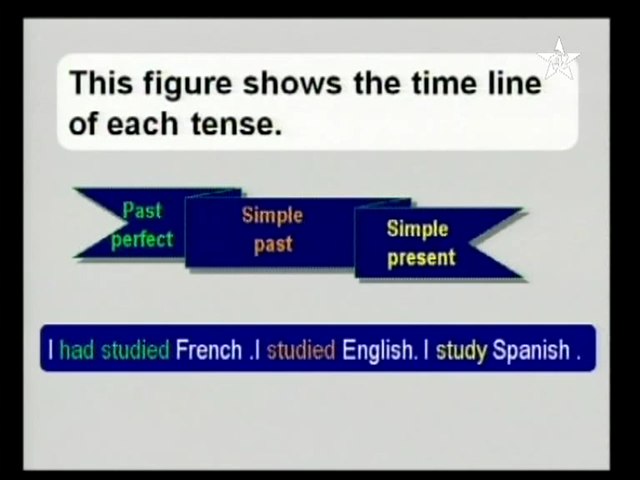 This figure shows the time line
of each tense.
Past
perfect
Simple
past
Simple
present
I had studied French .I studied English. I study Spanish .